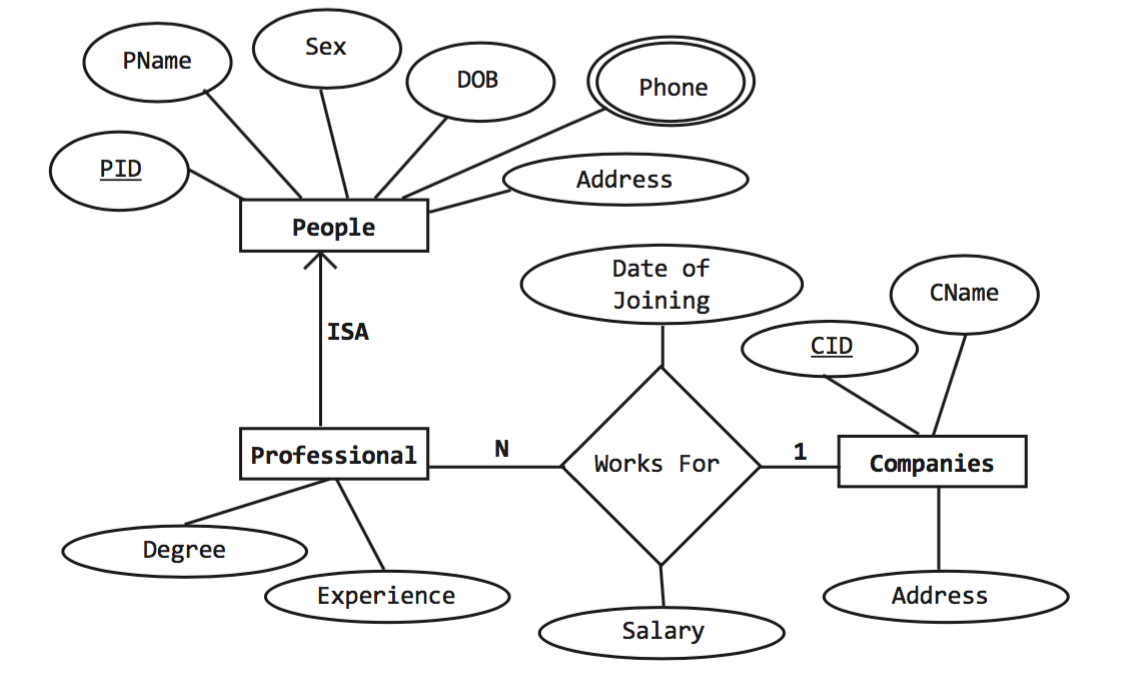 PName
Sex
DOB
Phone
PID
Address
People
Date of
Joining
CName
ISA
CID
Professional
N
Works For
1
Companies
Degree
Experience
Address
Salary